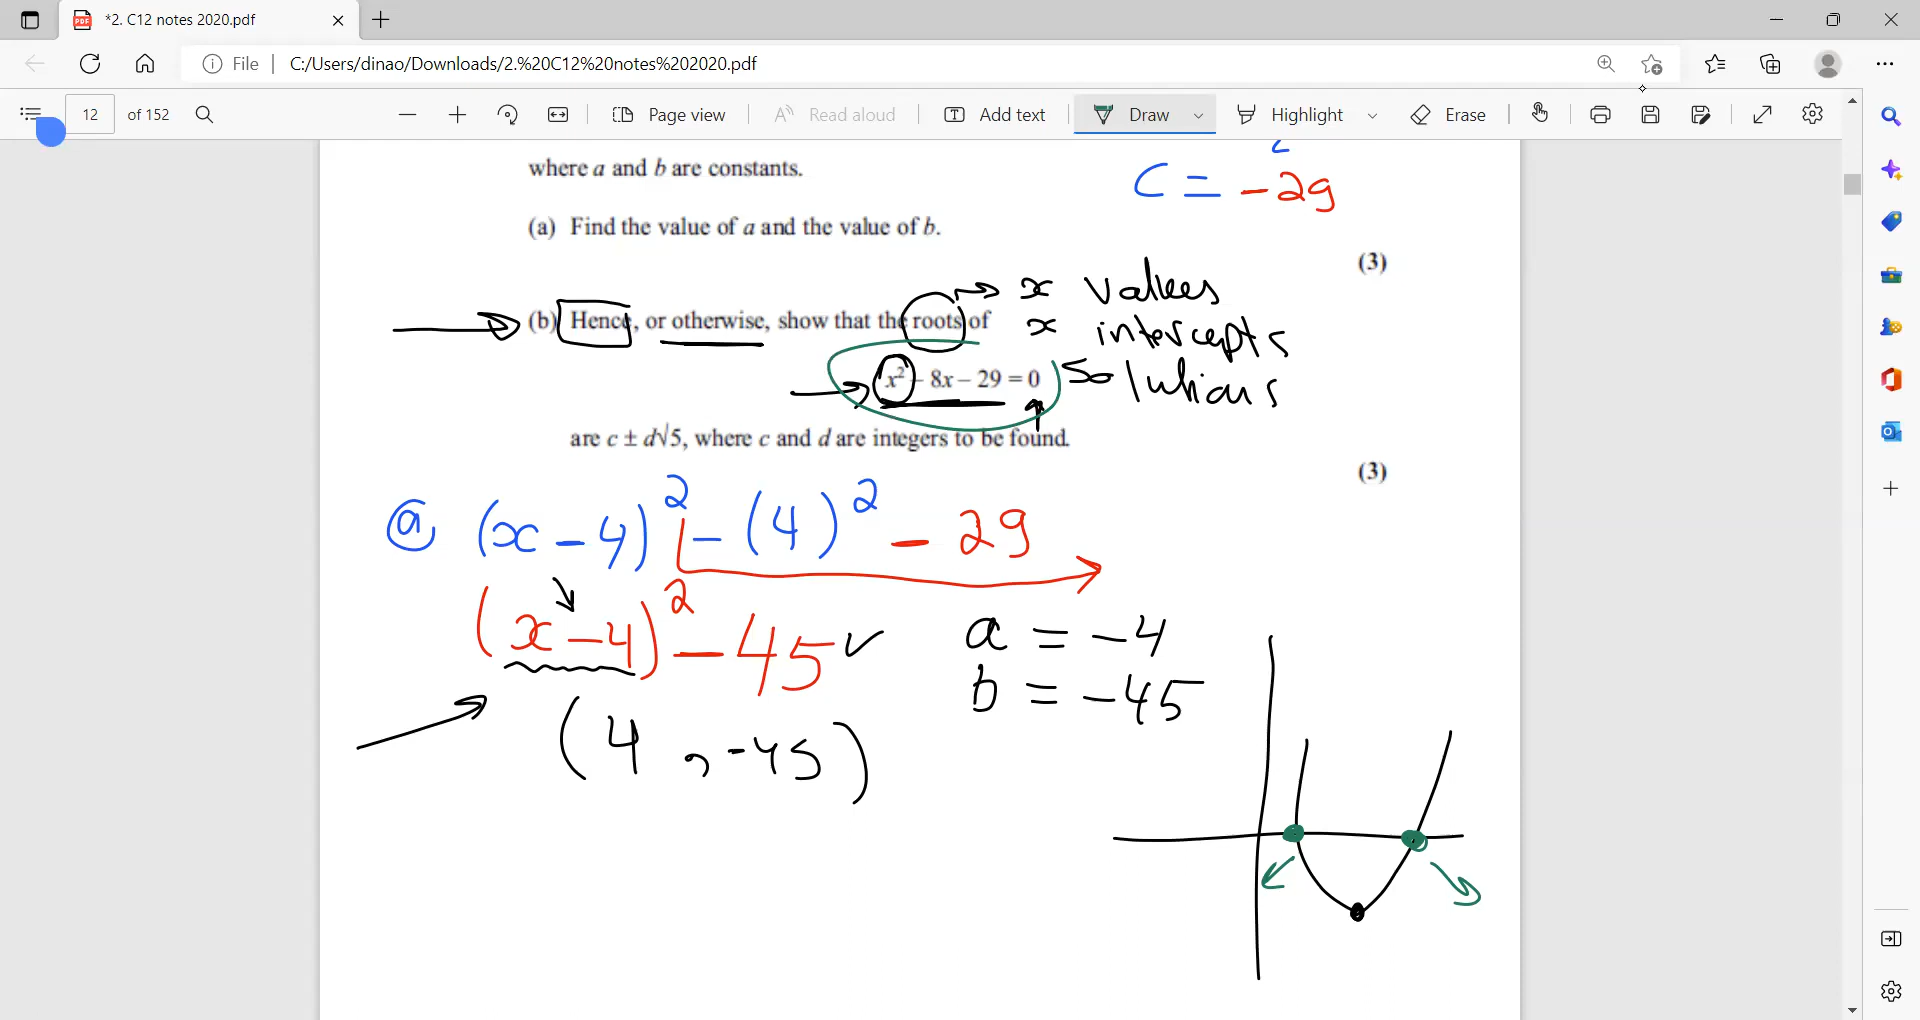 *2. C12 notes 2020.pdf
File C:/Users/dinao/Downloads/2.%20C12%20notes%202020.pdf
12 of 152 Page view Read aloud Add text Draw Highlight Erase
where a and b are constants.
C = -29
(a) Find the value of a and the value of b.
(3)
x values
(b) Hence, or otherwise, show that the roots of
x intercepts
x² – 8x – 29 = 0
solutions
are c ± d√5, where c and d are integers to be found.
(3)
a (x - 4)² - (4)² - 29
(x - 4)² - 45
a = -4
b = -45
(4, -45)